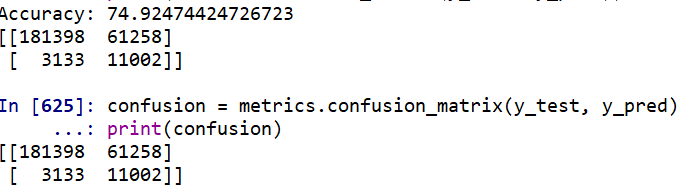 Accuracy: 74.92474424726723
[[181398  61258]
 [  3133  11002]]
In [625]: confusion = metrics.confusion_matrix(y_test, y_pred)
     ...: print(confusion)
[[181398  61258]
 [  3133  11002]]